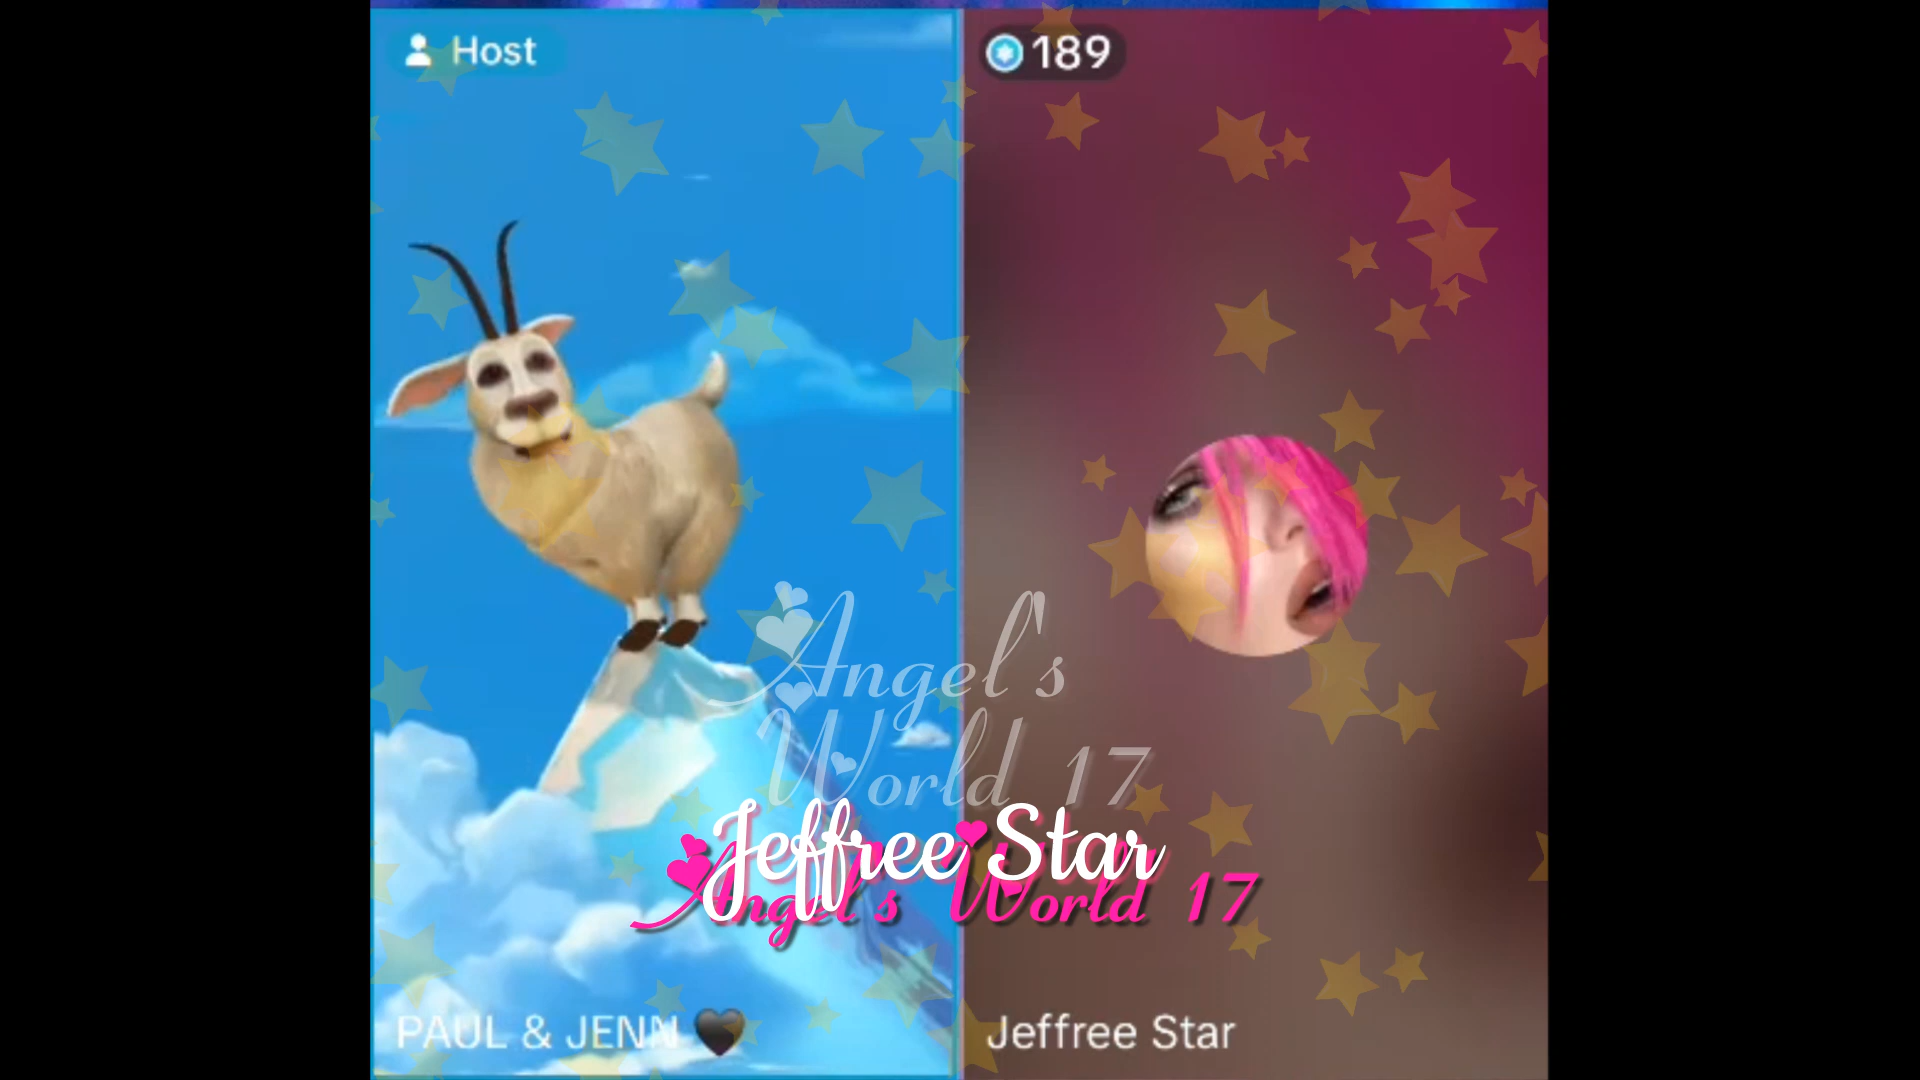 Host
189
Angel's
World 17
Jeffree Star
Angel's World 17
PAUL & JENN 🖤
Jeffree Star